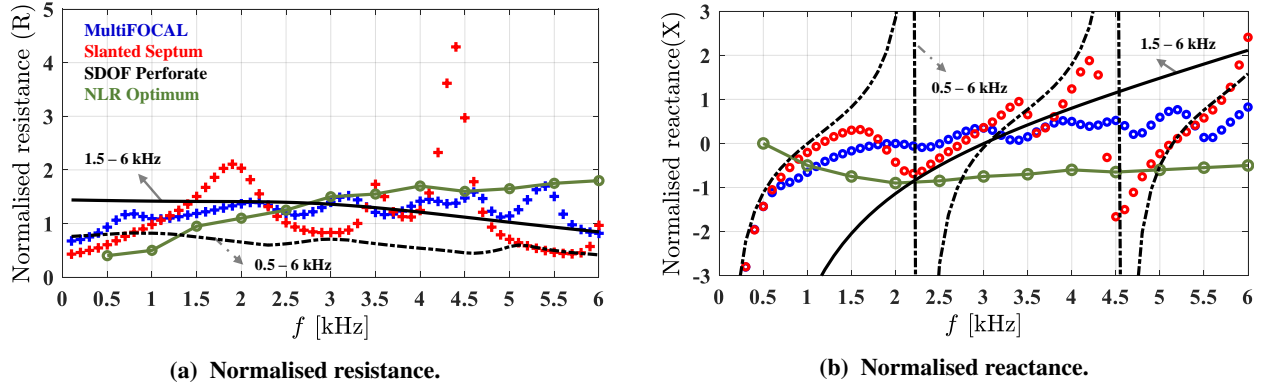 Normalised resistance (R)
5
4
3
2
1
0
MultiFOCAL
Slanted Septum
SDOF Perforate
NLR Optimum
1.5 – 6 kHz
0.5 – 6 kHz
0 0.5 1 1.5 2 2.5 3 3.5 4 4.5 5 5.5 6
f [kHz]
(a) Normalised resistance.
Normalised reactance(X)
3
2
1
0
-1
-2
-3
1.5 – 6 kHz
0.5 – 6 kHz
0 0.5 1 1.5 2 2.5 3 3.5 4 4.5 5 5.5 6
f [kHz]
(b) Normalised reactance.